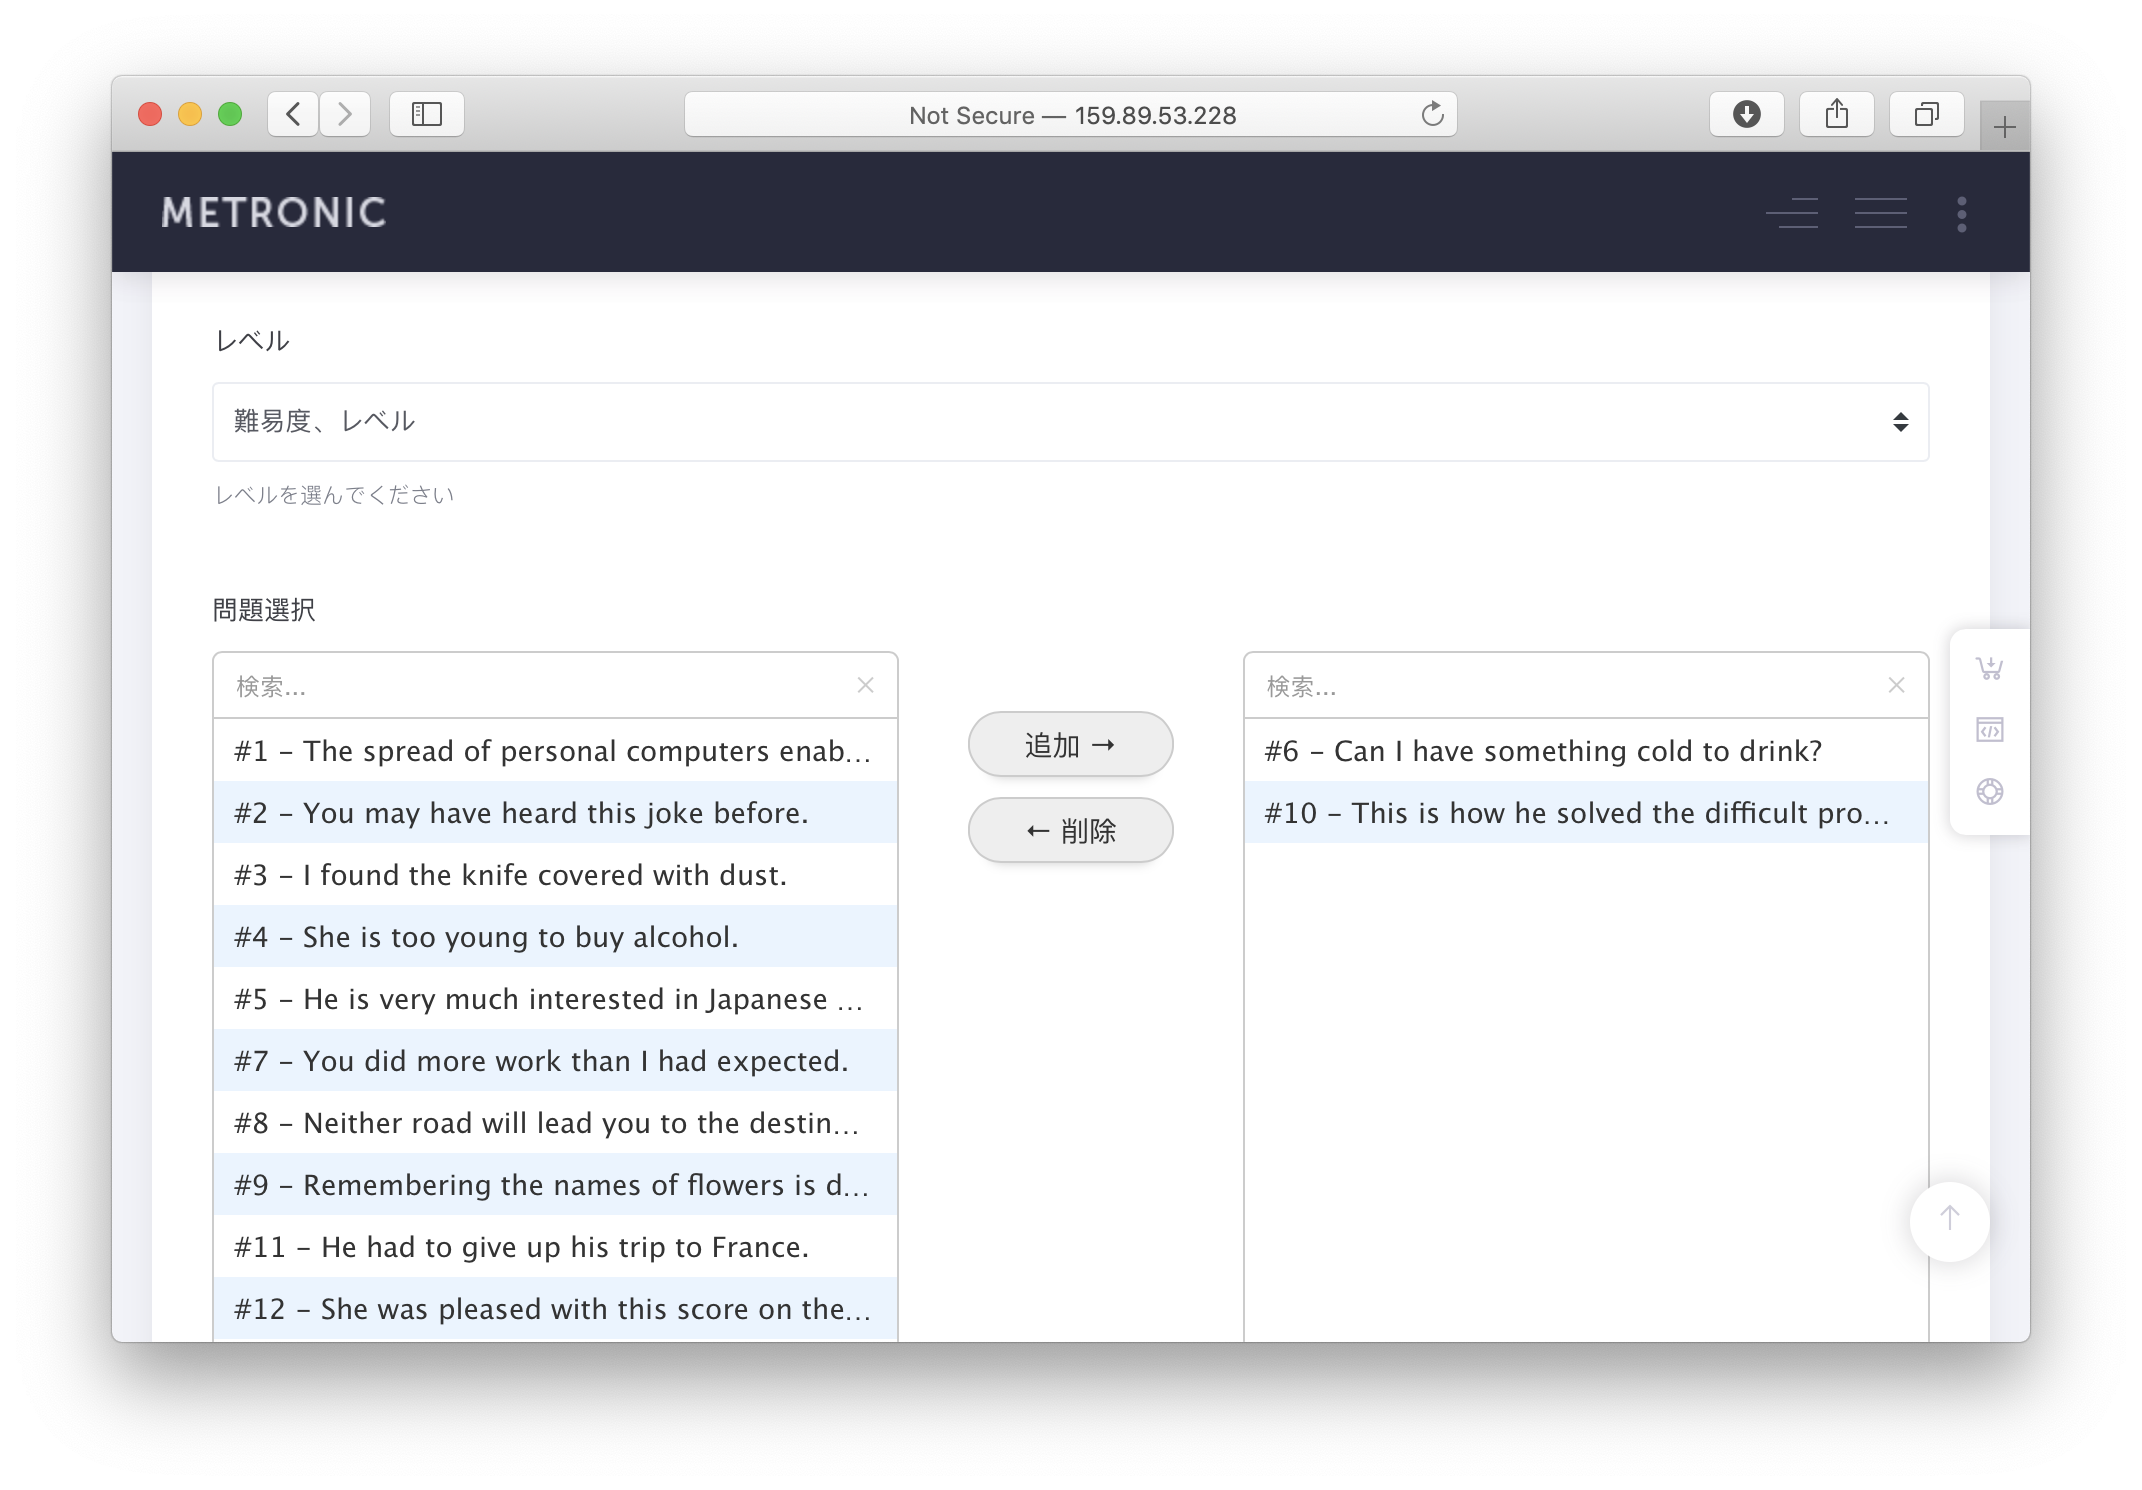 Not Secure — 159.89.53.228
METRONIC
レベル
難易度、レベル
レベルを選んでください
問題選択
検索...
#1 – The spread of personal computers enab...
#2 – You may have heard this joke before.
#3 – I found the knife covered with dust.
#4 – She is too young to buy alcohol.
#5 – He is very much interested in Japanese ...
#7 – You did more work than I had expected.
#8 – Neither road will lead you to the destin...
#9 – Remembering the names of flowers is d...
#11 – He had to give up his trip to France.
#12 – She was pleased with this score on the...
追加 →
← 削除
検索...
#6 – Can I have something cold to drink?
#10 – This is how he solved the difficult pro...